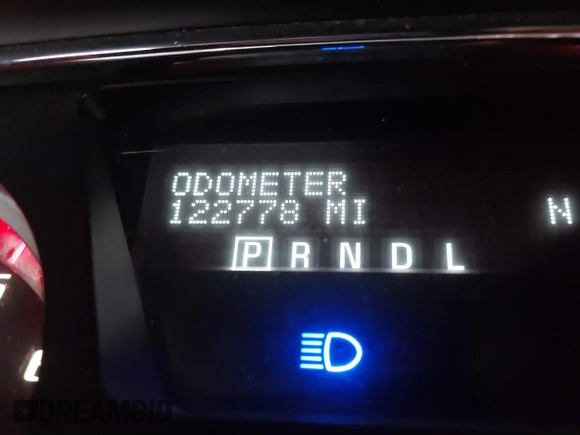 ODOMETER
122778 MI N
P R N D L
DREAMBID